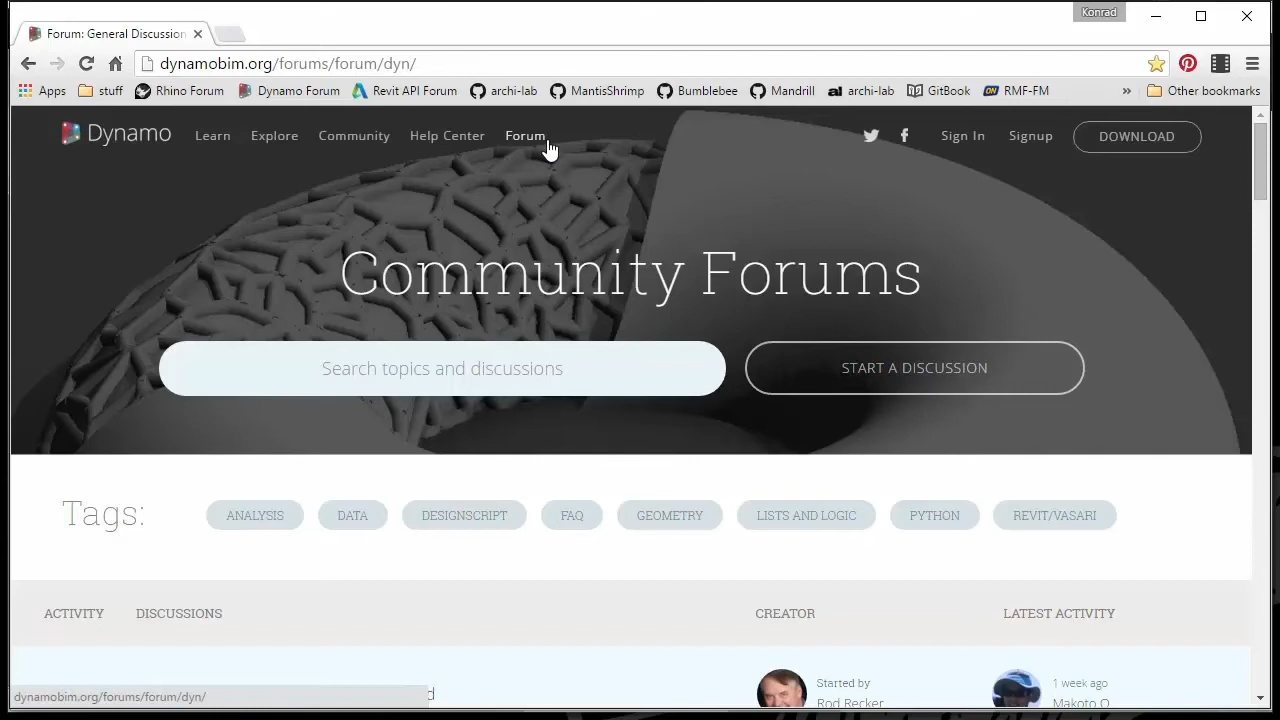 Konrad
Forum: General Discussion
dynamobim.org/forums/forum/dyn/
Apps stuff Rhino Forum Dynamo Forum Revit API Forum archi-lab MantisShrimp Bumblebee Mandrill archi-lab GitBook RMF-FM » Other bookmarks
Dynamo Learn Explore Community Help Center Forum Sign In Signup DOWNLOAD
Community Forums
Search topics and discussions START A DISCUSSION
Tags: ANALYSIS DATA DESIGNSCRIPT FAQ GEOMETRY LISTS AND LOGIC PYTHON REVIT/VASARI
ACTIVITY DISCUSSIONS CREATOR LATEST ACTIVITY
Started by 1 week ago
dynamobim.org/forums/forum/dyn/
Rod Recker Makoto O